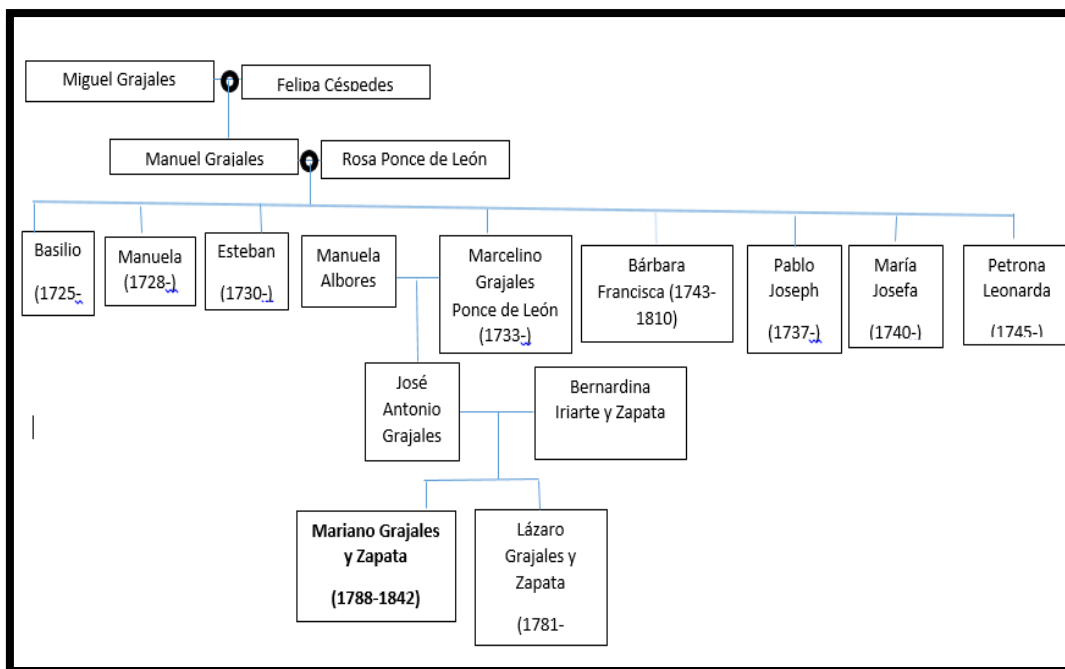 Miguel Grajales
Felipa Céspedes
Manuel Grajales
Rosa Ponce de León
Basilio
(1725-
Manuela
(1728-)
Esteban
(1730-)
Manuela
Albores
Marcelino
Grajales
Ponce de León
(1733-)
Bárbara
Francisca (1743-
1810)
Pablo
Joseph
(1737-)
María
Josefa
(1740-)
Petrona
Leonarda
(1745-)
José
Antonio
Grajales
Bernardina
Iriarte y Zapata
Mariano Grajales
y Zapata
(1788-1842)
Lázaro
Grajales y
Zapata
(1781-